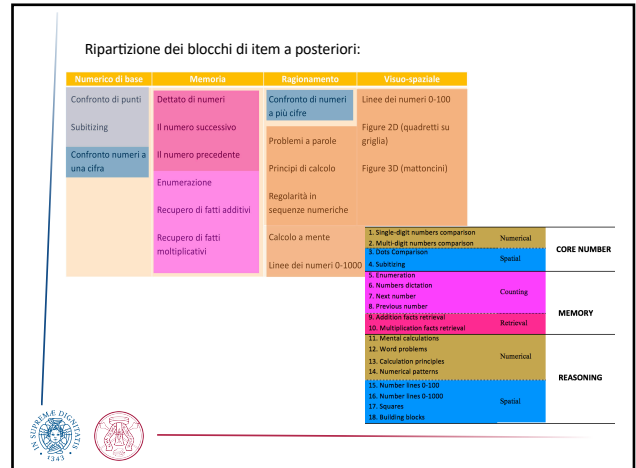 Ripartizione dei blocchi di item a posteriori:
Numerico di base
Memoria
Ragionamento
Visuo-spaziale
Confronto di punti
Subitizing
Confronto numeri a
una cifra
Dettato di numeri
Il numero successivo
Il numero precedente
Enumerazione
Recupero di fatti additivi
Recupero di fatti
moltiplicativi
Confronto di numeri
a più cifre
Problemi a parole
Principi di calcolo
Regolarità in
sequenze numeriche
Calcolo a mente
Linee dei numeri 0-1000
Linee dei numeri 0-100
Figure 2D (quadretti su
griglia)
Figure 3D (mattoncini)
1. Single-digit numbers comparison
2. Multi-digit numbers comparison
Numerical
3. Dots Comparison
4. Subitizing
Spatial
CORE NUMBER
5. Enumeration
6. Numbers dictation
7. Next number
8. Previous number
Counting
9. Addition facts retrieval
10. Multiplication facts retrieval
Retrieval
MEMORY
11. Mental calculations
12. Word problems
13. Calculation principles
14. Numerical patterns
Numerical
15. Number lines 0-100
16. Number lines 0-1000
17. Squares
18. Building blocks
Spatial
REASONING
IN SUPREMÆ DIGNITATIS
1343